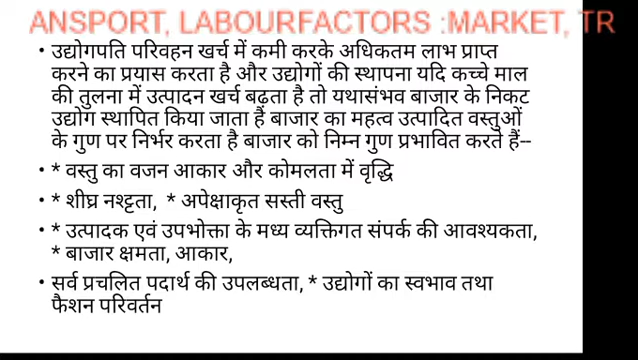 ANSPORT, LABOURFACTORS :MARKET, TR
• उद्योगपति परिवहन खर्च में कमी करके अधिकतम लाभ प्राप्त
करने का प्रयास करता है और उद्योगों की स्थापना यदि कच्चे माल
की तुलना में उत्पादन खर्च बढ़ता है तो यथासंभव बाजार के निकट
उद्योग स्थापित किया जाता है बाजार का महत्व उत्पादित वस्तुओं
के गुण पर निर्भर करता है बाजार को निम्न गुण प्रभावित करते हैं--
• * वस्तु का वजन आकार और कोमलता में वृद्धि
• * शीघ्र नश्ट्टता, * अपेक्षाकृत सस्ती वस्तु
• * उत्पादक एवं उपभोक्ता के मध्य व्यक्तिगत संपर्क की आवश्यकता,
* बाजार क्षमता, आकार,
• सर्व प्रचलित पदार्थ की उपलब्धता, * उद्योगों का स्वभाव तथा
फैशन परिवर्तन